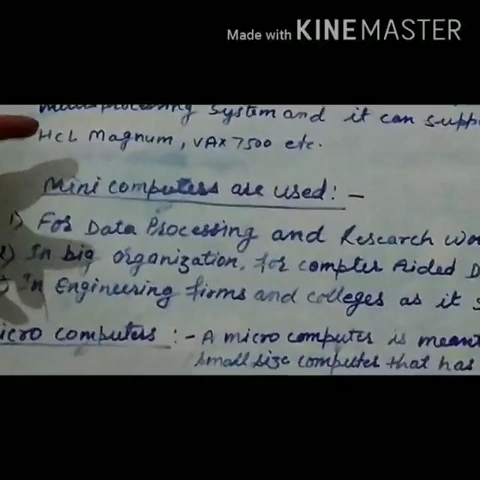 Made with KINEMASTER
System and it can supp
HCL Magnum, VAX 7500 etc.
Mini computers are used:-
1) For Data Processing and Research wo
In big organization, for compter Aided D
In Engineering firms and colleges as it s
icro computers :- A micro computer is meant
small size computer that has